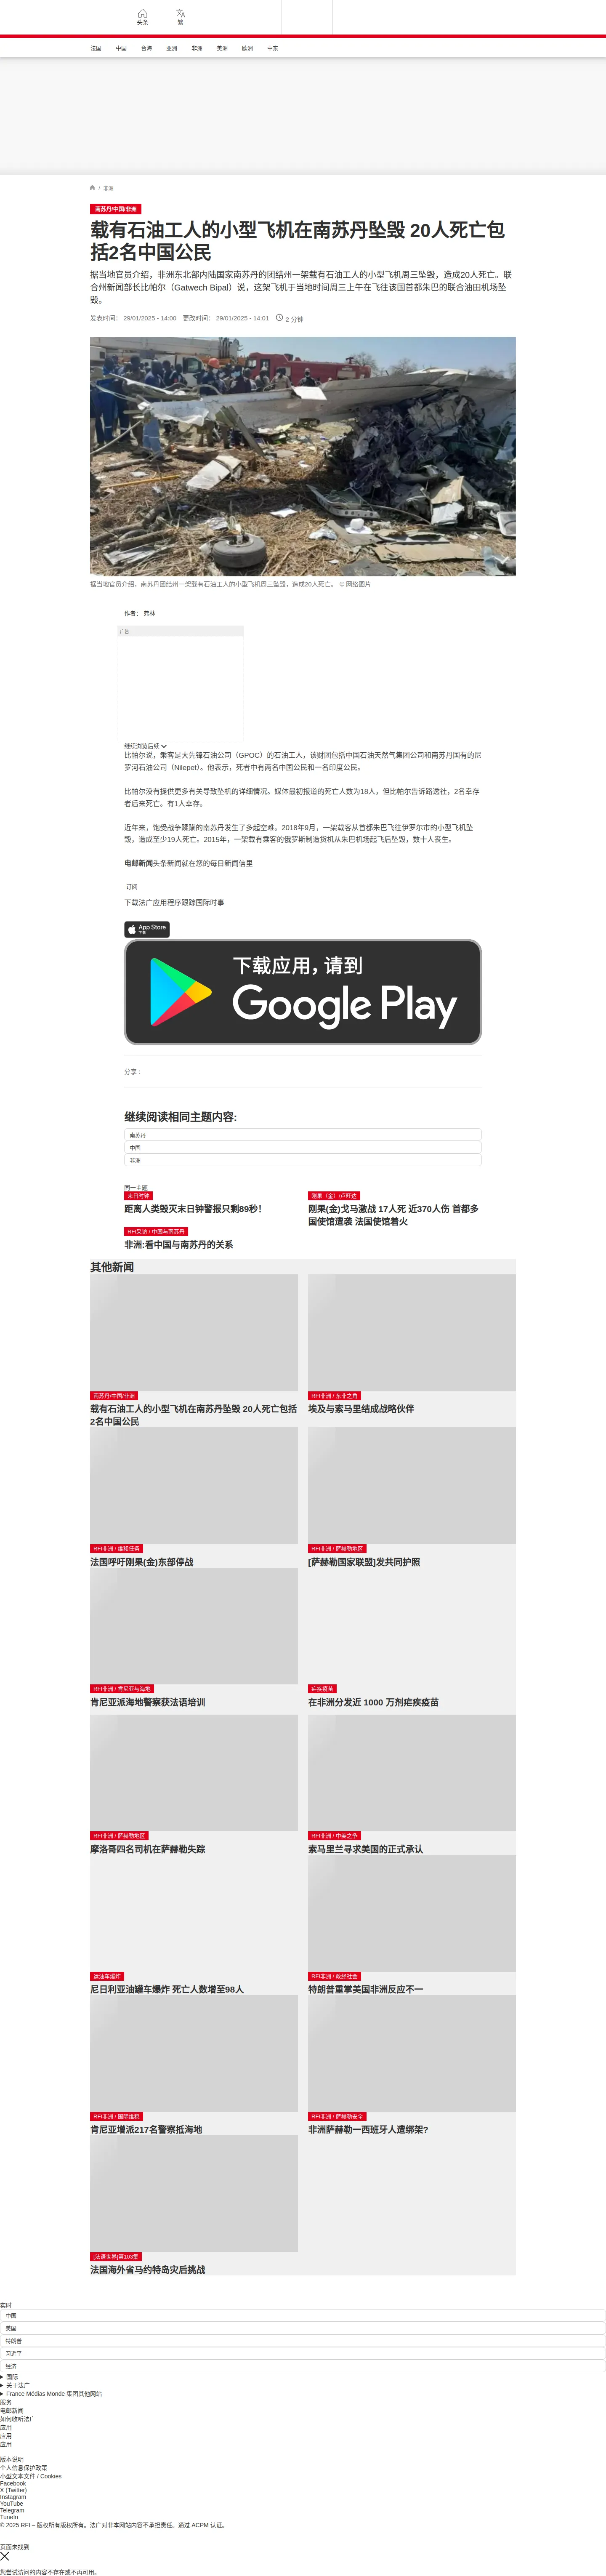 头条
繁
法国
中国
台海
亚洲
非洲
美洲
欧洲
中东
/ 非洲
南苏丹/中国/非洲
载有石油工人的小型飞机在南苏丹坠毁 20人死亡包
括2名中国公民
据当地官员介绍，非洲东北部内陆国家南苏丹的团结州一架载有石油工人的小型飞机周三坠毁，造成20人死亡。联
合州新闻部长比帕尔（Gatwech Bipal）说，这架飞机于当地时间周三上午在飞往该国首都朱巴的联合油田机场坠
毁。
发表时间： 29/01/2025 - 14:00 更改时间： 29/01/2025 - 14:01 2 分钟
据当地官员介绍，南苏丹团结州一架载有石油工人的小型飞机周三坠毁，造成20人死亡。 © 网络图片
作者： 弗林
广告
继续浏览后续
比帕尔说，乘客是大先锋石油公司（GPOC）的石油工人，该财团包括中国石油天然气集团公司和南苏丹国有的尼
罗河石油公司（Nilepet）。他表示，死者中有两名中国公民和一名印度公民。
比帕尔没有提供更多有关导致坠机的详细情况。媒体最初报道的死亡人数为18人，但比帕尔告诉路透社，2名幸存
者后来死亡。有1人幸存。
近年来，饱受战争蹂躏的南苏丹发生了多起空难。2018年9月，一架载客从首都朱巴飞往伊罗尔市的小型飞机坠
毁，造成至少19人死亡。2015年，一架载有乘客的俄罗斯制造货机从朱巴机场起飞后坠毁，数十人丧生。
电邮新闻头条新闻就在您的每日新闻信里
订阅
下载法广应用程序跟踪国际时事
App Store
下载
下载应用，请到
Google Play
分享 :
继续阅读相同主题内容:
南苏丹
中国
非洲
同一主题
末日时钟
距离人类毁灭末日钟警报只剩89秒！
刚果（金）/卢旺达
刚果(金)戈马激战 17人死 近370人伤 首都多
国使馆遭袭 法国使馆着火
RFI采访 / 中国与南苏丹
非洲:看中国与南苏丹的关系
其他新闻
南苏丹/中国/非洲
载有石油工人的小型飞机在南苏丹坠毁 20人死亡包括
2名中国公民
RFI非洲 / 东非之角
埃及与索马里结成战略伙伴
RFI非洲 / 维和任务
法国呼吁刚果(金)东部停战
RFI非洲 / 萨赫勒地区
[萨赫勒国家联盟]发共同护照
RFI非洲 / 肯尼亚与海地
肯尼亚派海地警察获法语培训
疟疾疫苗
在非洲分发近 1000 万剂疟疾疫苗
RFI非洲 / 萨赫勒地区
摩洛哥四名司机在萨赫勒失踪
RFI非洲 / 中美之争
索马里兰寻求美国的正式承认
运油车爆炸
尼日利亚油罐车爆炸 死亡人数增至98人
RFI非洲 / 政经社会
特朗普重掌美国非洲反应不一
RFI非洲 / 国际维稳
肯尼亚增派217名警察抵海地
RFI非洲 / 萨赫勒安全
非洲萨赫勒一西班牙人遭绑架?
[法语世界]第103集
法国海外省马约特岛灾后挑战
实时
中国
美国
特朗普
习近平
经济
国际
关于法广
France Médias Monde 集团其他网站
服务
电邮新闻
如何收听法广
应用
应用
应用
版本说明
个人信息保护政策
小型文本文件 / Cookies
Facebook
X (Twitter)
Instagram
YouTube
Telegram
TuneIn
© 2025 RFI – 版权所有版权所有。法广对非本网站内容不承担责任。通过 ACPM 认证。
页面未找到
您尝试访问的内容不存在或不再可用。